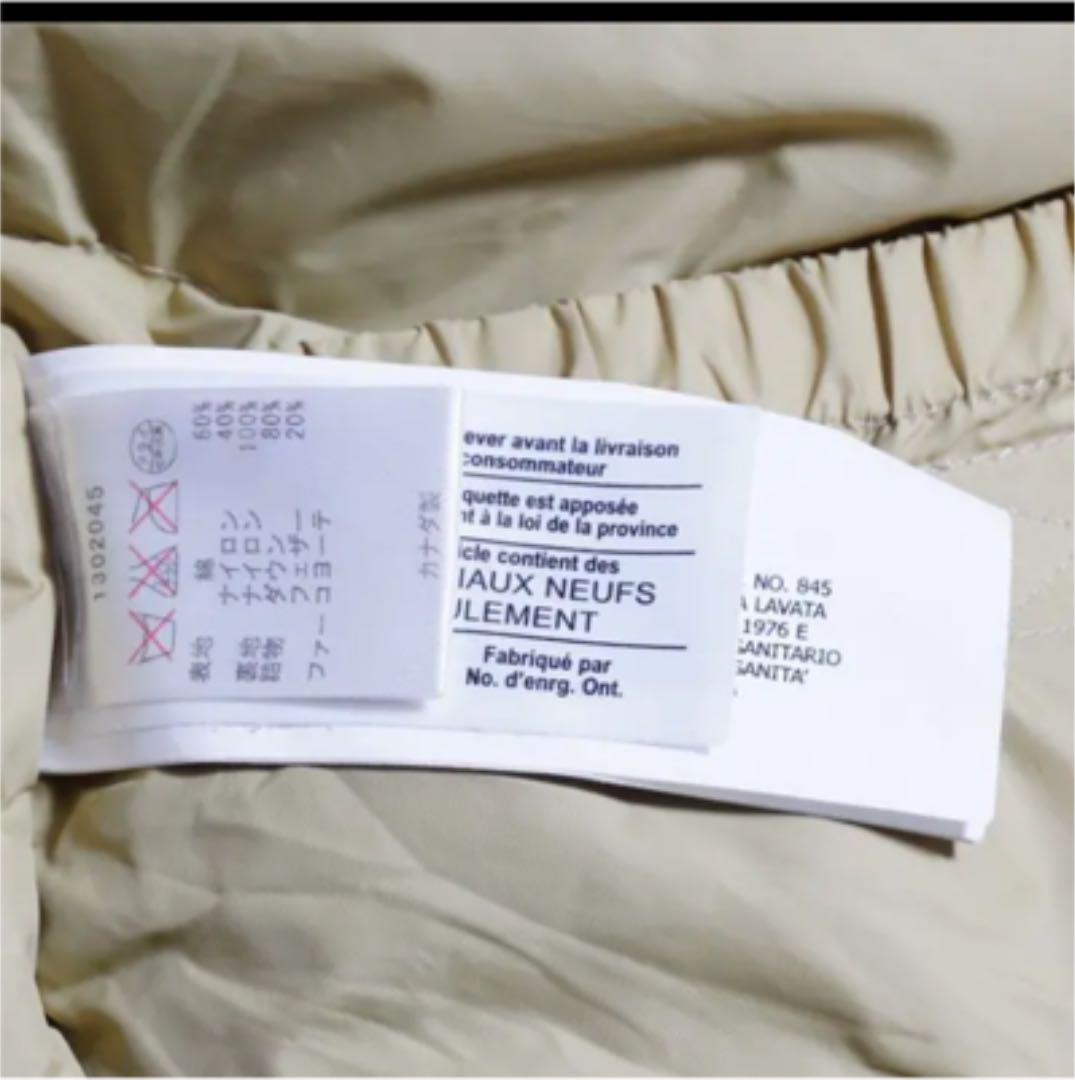 1302045
表地 綿 60%
ナイロン 40%
裏地 ナイロン 100%
詰物 ダウン 80%
フェザー 20%
ファー コヨーテ
カナダ製
ever avant la livraison
consommateur
quette est apposée
nt à la loi de la province
icle contient des
IAUX NEUFS
ULEMENT
Fabriqué par
No. d'enrg. Ont.
NO. 845
A LAVATA
1976 E
SANITARIO
SANITA'